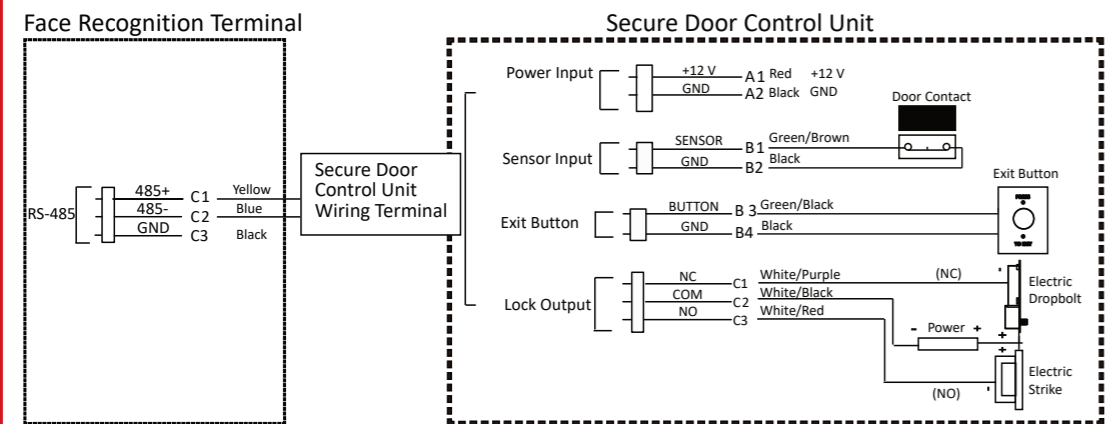 Face Recognition Terminal
Secure Door Control Unit
RS-485
485+ C1 Yellow
485- C2 Blue
GND C3 Black
Secure Door
Control Unit
Wiring Terminal
Power Input
+12 V A1 Red +12 V
GND A2 Black GND
Door Contact
Sensor Input
SENSOR B1 Green/Brown
GND B2 Black
Exit Button
Exit Button
BUTTON B 3 Green/Black
GND B4 Black
TO EXIT
Lock Output
NC C1 White/Purple (NC)
COM C2 White/Black
NO C3 White/Red
Electric
Dropbolt
- Power +
+
+
-
-
(NO)
Electric
Strike